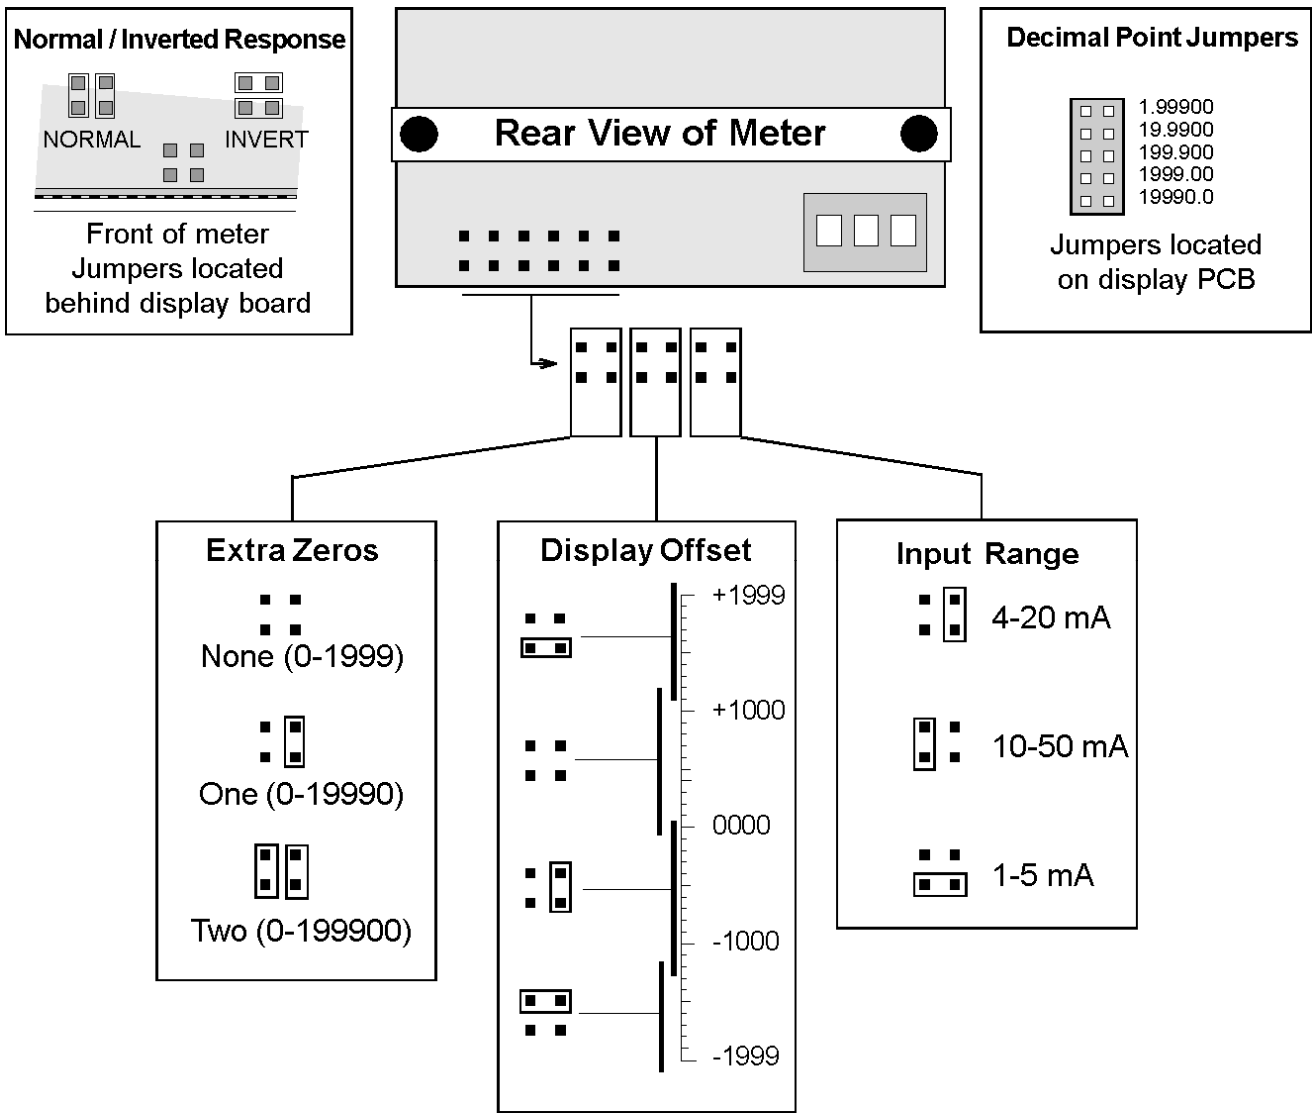 Normal / Inverted Response
NORMAL
INVERT
Front of meter
Jumpers located
behind display board
Rear View of Meter
Decimal Point Jumpers
1.99900
19.9900
199.900
1999.00
19990.0
Jumpers located
on display PCB
Extra Zeros
None (0-1999)
One (0-19990)
Two (0-199900)
Display Offset
+1999
+1000
0000
-1000
-1999
Input Range
4-20 mA
10-50 mA
1-5 mA